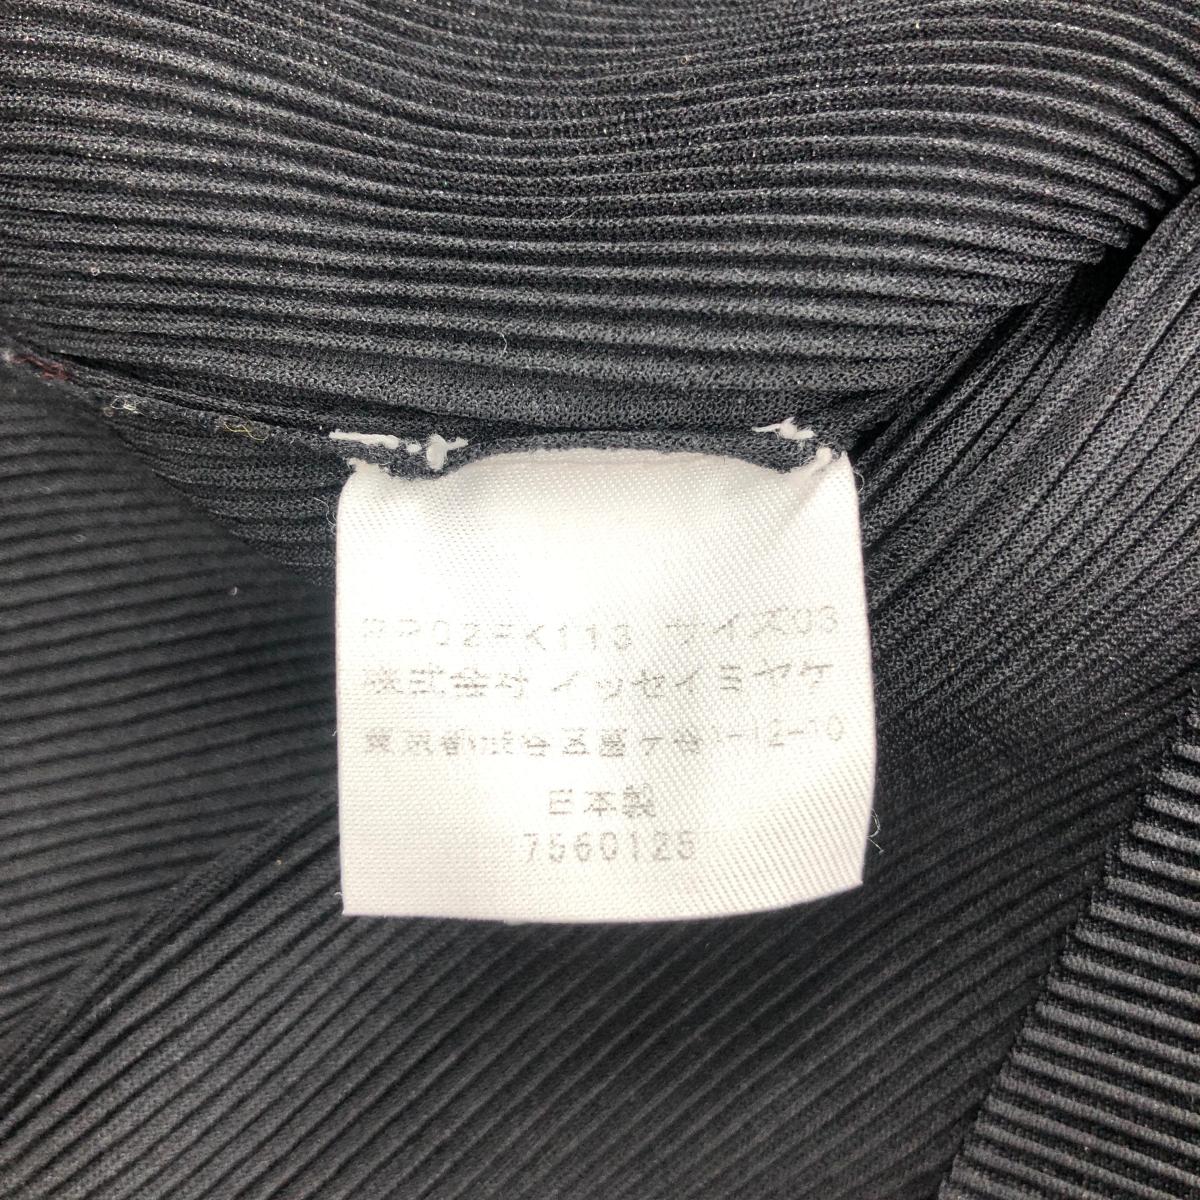 サイズ03
株式会社 イッセイミヤケ
東京都渋谷区富ヶ谷1-12-10
日本製
7560125